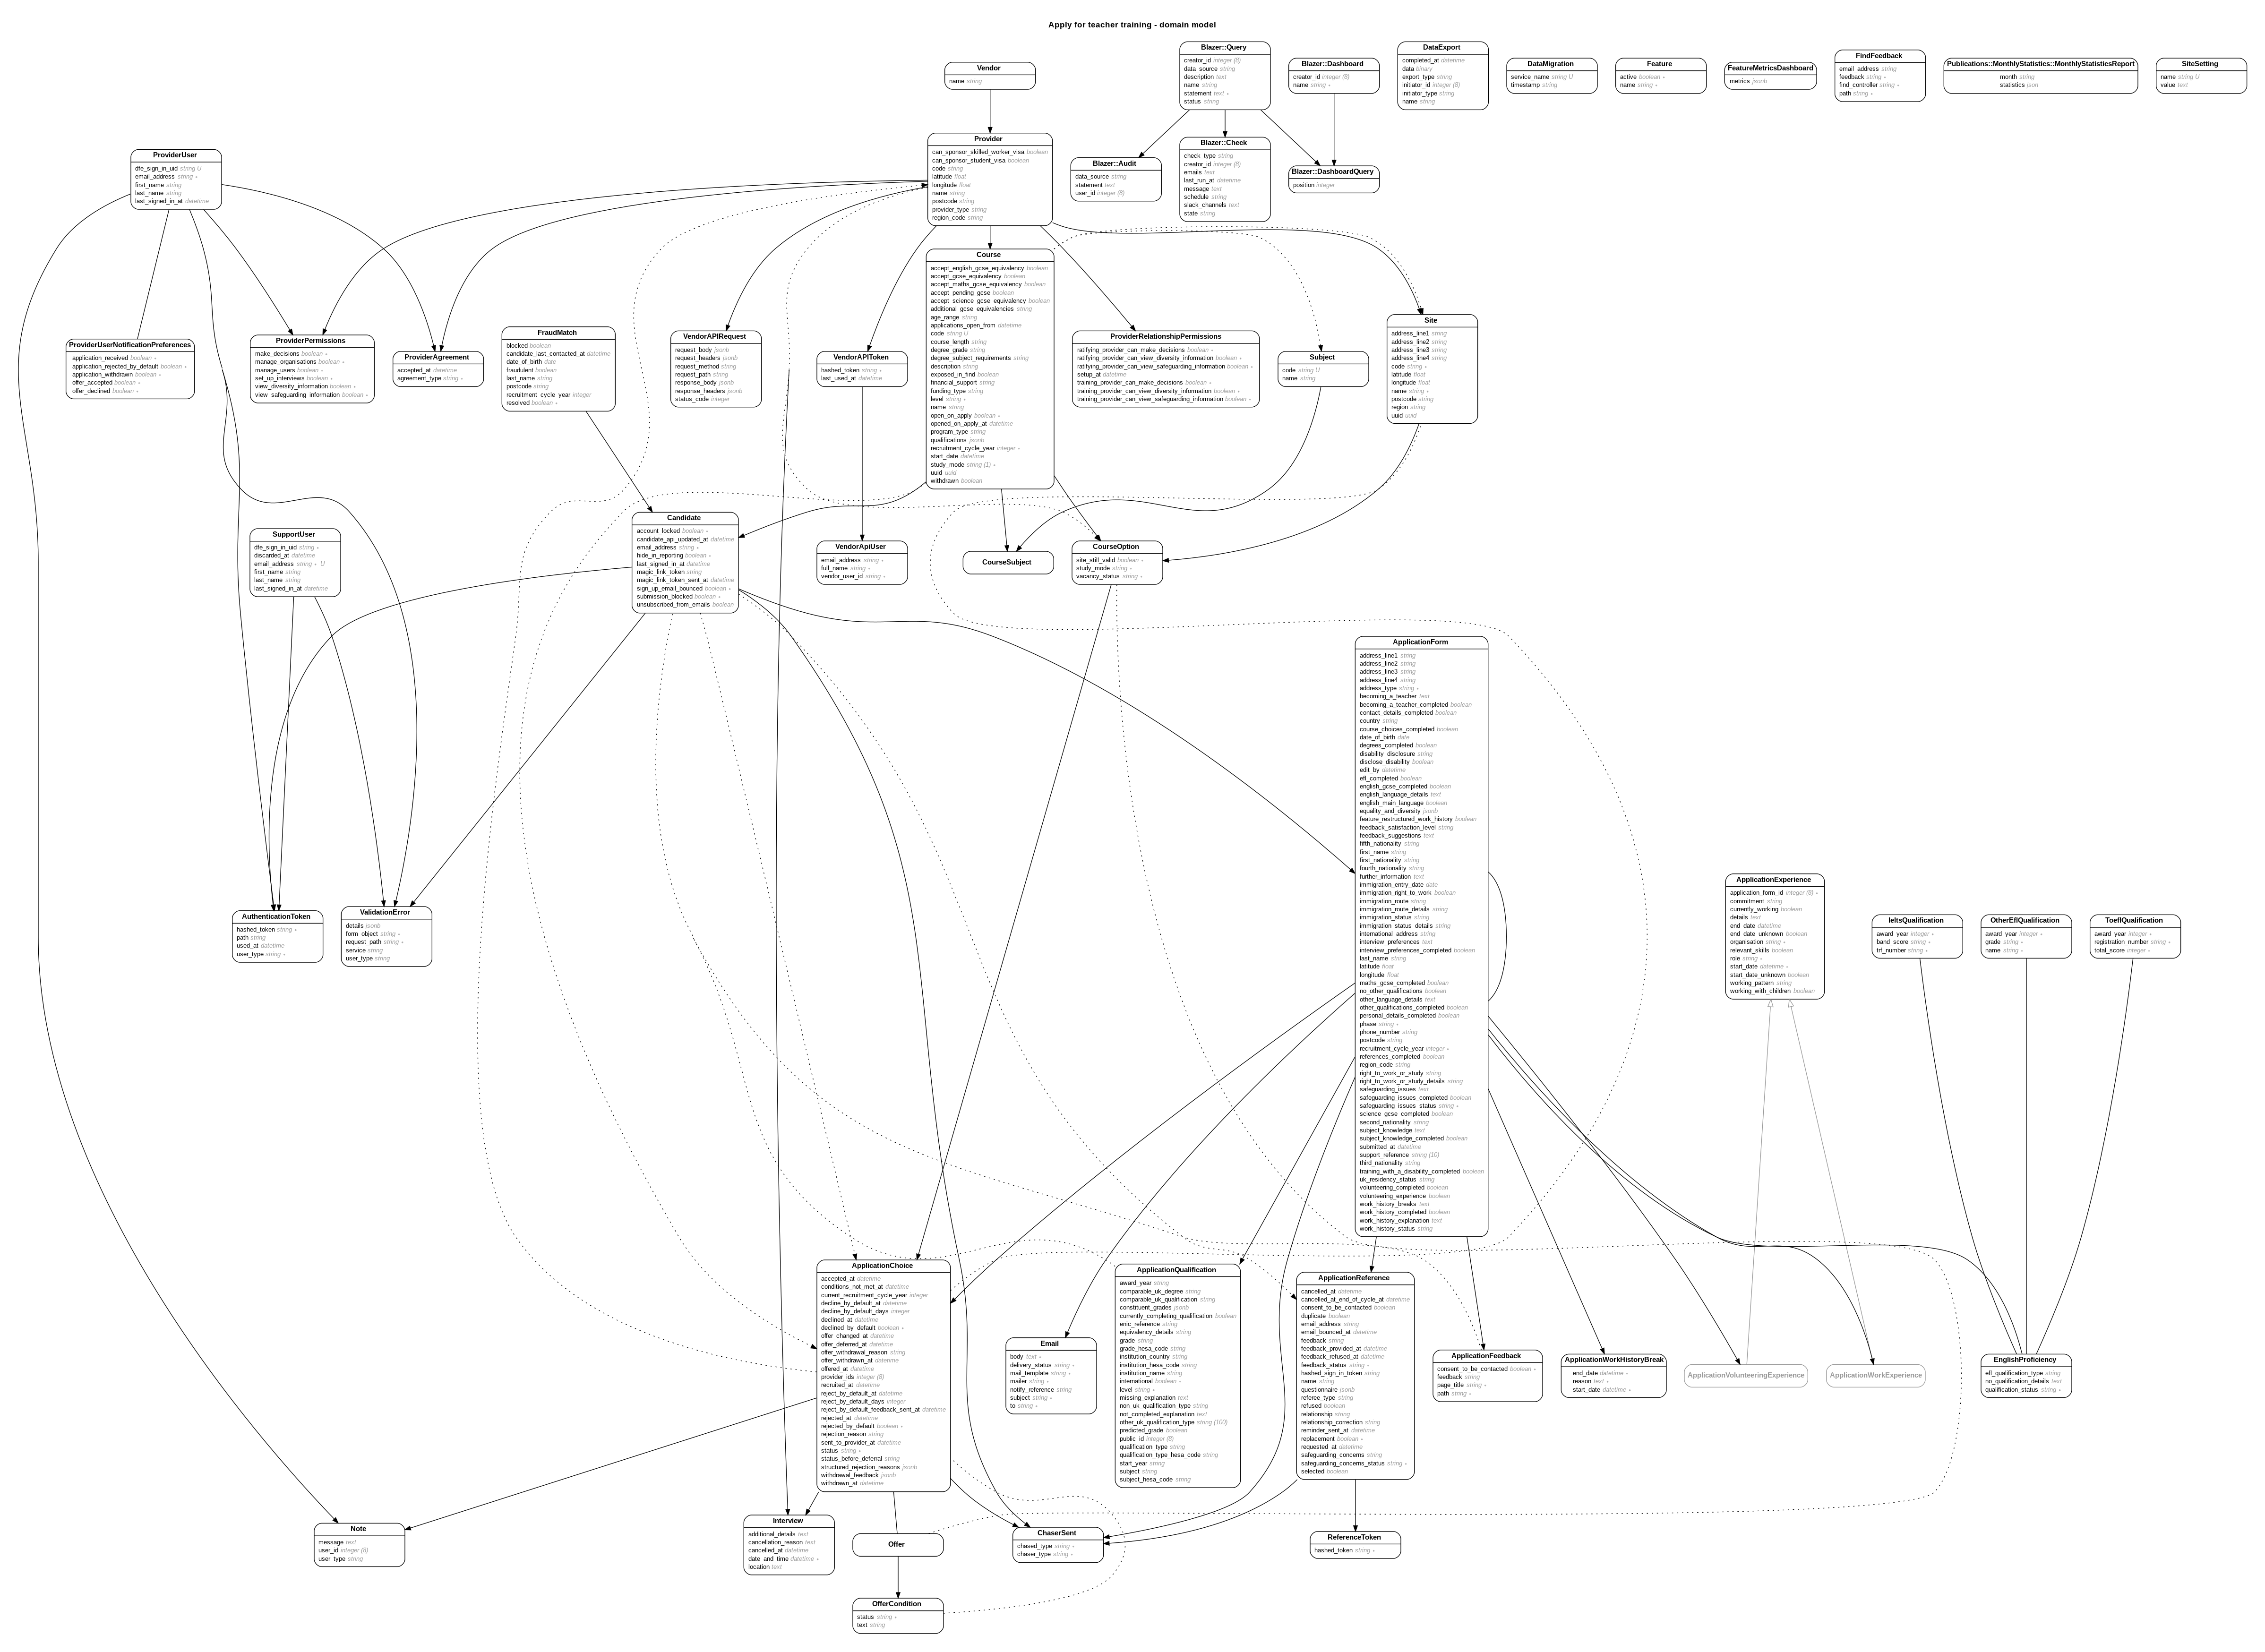 Apply for teacher training - domain model
Vendor
name string
Blazer::Query
creator_id integer (8)
data_source string
description text
name string
statement text ∗
status string
Blazer::Dashboard
creator_id integer (8)
name string ∗
DataExport
completed_at datetime
data binary
export_type string
initiator_id integer (8)
initiator_type string
name string
DataMigration
service_name string U
timestamp string
Feature
active boolean ∗
name string ∗
FeatureMetricsDashboard
metrics jsonb
FindFeedback
email_address string
feedback string ∗
find_controller string ∗
path string ∗
Publications::MonthlyStatistics::MonthlyStatisticsReport
month string
statistics json
SiteSetting
name string U
value text
ProviderUser
dfe_sign_in_uid string U
email_address string ∗
first_name string
last_name string
last_signed_in_at datetime
Provider
can_sponsor_skilled_worker_visa boolean
can_sponsor_student_visa boolean
code string
latitude float
longitude float
name string
postcode string
provider_type string
region_code string
Blazer::Audit
data_source string
statement text
user_id integer (8)
Blazer::Check
check_type string
creator_id integer (8)
emails text
last_run_at datetime
message text
schedule string
slack_channels text
state string
Blazer::DashboardQuery
position integer
Course
accept_english_gcse_equivalency boolean
accept_gcse_equivalency boolean
accept_maths_gcse_equivalency boolean
accept_pending_gcse boolean
accept_science_gcse_equivalency boolean
additional_gcse_equivalencies string
age_range string
applications_open_from datetime
code string U
course_length string
degree_grade string
degree_subject_requirements string
description string
exposed_in_find boolean
financial_support string
funding_type string
level string ∗
name string
open_on_apply boolean ∗
opened_on_apply_at datetime
program_type string
qualifications jsonb
recruitment_cycle_year integer ∗
start_date datetime
study_mode string (1) ∗
uuid uuid
withdrawn boolean
ProviderUserNotificationPreferences
application_received boolean ∗
application_rejected_by_default boolean ∗
application_withdrawn boolean ∗
offer_accepted boolean ∗
offer_declined boolean ∗
ProviderPermissions
make_decisions boolean ∗
manage_organisations boolean ∗
manage_users boolean ∗
set_up_interviews boolean ∗
view_diversity_information boolean ∗
view_safeguarding_information boolean ∗
ProviderAgreement
accepted_at datetime
agreement_type string ∗
FraudMatch
blocked boolean
candidate_last_contacted_at datetime
date_of_birth date
fraudulent boolean
last_name string
postcode string
recruitment_cycle_year integer
resolved boolean ∗
VendorAPIRequest
request_body jsonb
request_headers jsonb
request_method string
request_path string
response_body jsonb
response_headers jsonb
status_code integer
VendorAPIToken
hashed_token string ∗
last_used_at datetime
ProviderRelationshipPermissions
ratifying_provider_can_make_decisions boolean ∗
ratifying_provider_can_view_diversity_information boolean ∗
ratifying_provider_can_view_safeguarding_information boolean ∗
setup_at datetime
training_provider_can_make_decisions boolean ∗
training_provider_can_view_diversity_information boolean ∗
training_provider_can_view_safeguarding_information boolean ∗
Subject
code string U
name string
Site
address_line1 string
address_line2 string
address_line3 string
address_line4 string
code string ∗
latitude float
longitude float
name string ∗
postcode string
region string
uuid uuid
SupportUser
dfe_sign_in_uid string ∗
discarded_at datetime
email_address string ∗ U
first_name string
last_name string
last_signed_in_at datetime
Candidate
account_locked boolean ∗
candidate_api_updated_at datetime
email_address string ∗
hide_in_reporting boolean ∗
last_signed_in_at datetime
magic_link_token string
magic_link_token_sent_at datetime
sign_up_email_bounced boolean ∗
submission_blocked boolean ∗
unsubscribed_from_emails boolean
VendorApiUser
email_address string ∗
full_name string ∗
vendor_user_id string ∗
CourseSubject
CourseOption
site_still_valid boolean ∗
study_mode string ∗
vacancy_status string ∗
ApplicationForm
address_line1 string
address_line2 string
address_line3 string
address_line4 string
address_type string ∗
becoming_a_teacher text
becoming_a_teacher_completed boolean
contact_details_completed boolean
country string
course_choices_completed boolean
date_of_birth date
degrees_completed boolean
disability_disclosure string
disclose_disability boolean
edit_by datetime
efl_completed boolean
english_gcse_completed boolean
english_language_details text
english_main_language boolean
equality_and_diversity jsonb
feature_restructured_work_history boolean
feedback_satisfaction_level string
feedback_suggestions text
fifth_nationality string
first_name string
first_nationality string
fourth_nationality string
further_information text
immigration_entry_date date
immigration_right_to_work boolean
immigration_route string
immigration_route_details string
immigration_status string
immigration_status_details string
international_address string
interview_preferences text
interview_preferences_completed boolean
last_name string
latitude float
longitude float
maths_gcse_completed boolean
no_other_qualifications boolean
other_language_details text
other_qualifications_completed boolean
personal_details_completed boolean
phase string ∗
phone_number string
postcode string
recruitment_cycle_year integer ∗
references_completed boolean
region_code string
right_to_work_or_study string
right_to_work_or_study_details string
safeguarding_issues text
safeguarding_issues_completed boolean
safeguarding_issues_status string ∗
science_gcse_completed boolean
second_nationality string
subject_knowledge text
subject_knowledge_completed boolean
submitted_at datetime
support_reference string (10)
third_nationality string
training_with_a_disability_completed boolean
uk_residency_status string
volunteering_completed boolean
volunteering_experience boolean
work_history_breaks text
work_history_completed boolean
work_history_explanation text
work_history_status string
ApplicationExperience
application_form_id integer (8) ∗
commitment string
currently_working boolean
details text
end_date datetime
end_date_unknown boolean
organisation string ∗
relevant_skills boolean
role string ∗
start_date datetime ∗
start_date_unknown boolean
working_pattern string
working_with_children boolean
IeltsQualification
award_year integer ∗
band_score string ∗
trf_number string ∗
OtherEflQualification
award_year integer ∗
grade string ∗
name string ∗
ToeflQualification
award_year integer ∗
registration_number string ∗
total_score integer ∗
AuthenticationToken
hashed_token string ∗
path string
used_at datetime
user_type string ∗
ValidationError
details jsonb
form_object string ∗
request_path string ∗
service string
user_type string
ApplicationChoice
accepted_at datetime
conditions_not_met_at datetime
current_recruitment_cycle_year integer
decline_by_default_at datetime
decline_by_default_days integer
declined_at datetime
declined_by_default boolean ∗
offer_changed_at datetime
offer_deferred_at datetime
offer_withdrawal_reason string
offer_withdrawn_at datetime
offered_at datetime
provider_ids integer (8)
recruited_at datetime
reject_by_default_at datetime
reject_by_default_days integer
reject_by_default_feedback_sent_at datetime
rejected_at datetime
rejected_by_default boolean ∗
rejection_reason string
sent_to_provider_at datetime
status string ∗
status_before_deferral string
structured_rejection_reasons jsonb
withdrawal_feedback jsonb
withdrawn_at datetime
Email
body text ∗
delivery_status string ∗
mail_template string ∗
mailer string ∗
notify_reference string
subject string ∗
to string ∗
ApplicationQualification
award_year string
comparable_uk_degree string
comparable_uk_qualification string
constituent_grades jsonb
currently_completing_qualification boolean
enic_reference string
equivalency_details string
grade string
grade_hesa_code string
institution_country string
institution_hesa_code string
institution_name string
international boolean ∗
level string ∗
missing_explanation text
non_uk_qualification_type string
not_completed_explanation text
other_uk_qualification_type string (100)
predicted_grade boolean
public_id integer (8)
qualification_type string
qualification_type_hesa_code string
start_year string
subject string
subject_hesa_code string
ApplicationReference
cancelled_at datetime
cancelled_at_end_of_cycle_at datetime
consent_to_be_contacted boolean
duplicate boolean
email_address string
email_bounced_at datetime
feedback string
feedback_provided_at datetime
feedback_refused_at datetime
feedback_status string ∗
hashed_sign_in_token string
name string
questionnaire jsonb
referee_type string
refused boolean
relationship string
relationship_correction string
reminder_sent_at datetime
replacement boolean ∗
requested_at datetime
safeguarding_concerns string
safeguarding_concerns_status string ∗
selected boolean
ApplicationFeedback
consent_to_be_contacted boolean ∗
feedback string
page_title string ∗
path string ∗
ApplicationWorkHistoryBreak
end_date datetime ∗
reason text ∗
start_date datetime ∗
ApplicationVolunteeringExperience
ApplicationWorkExperience
EnglishProficiency
efl_qualification_type string
no_qualification_details text
qualification_status string ∗
Note
message text
user_id integer (8)
user_type string
Interview
additional_details text
cancellation_reason text
cancelled_at datetime
date_and_time datetime ∗
location text
Offer
ChaserSent
chased_type string ∗
chaser_type string ∗
ReferenceToken
hashed_token string ∗
OfferCondition
status string ∗
text string